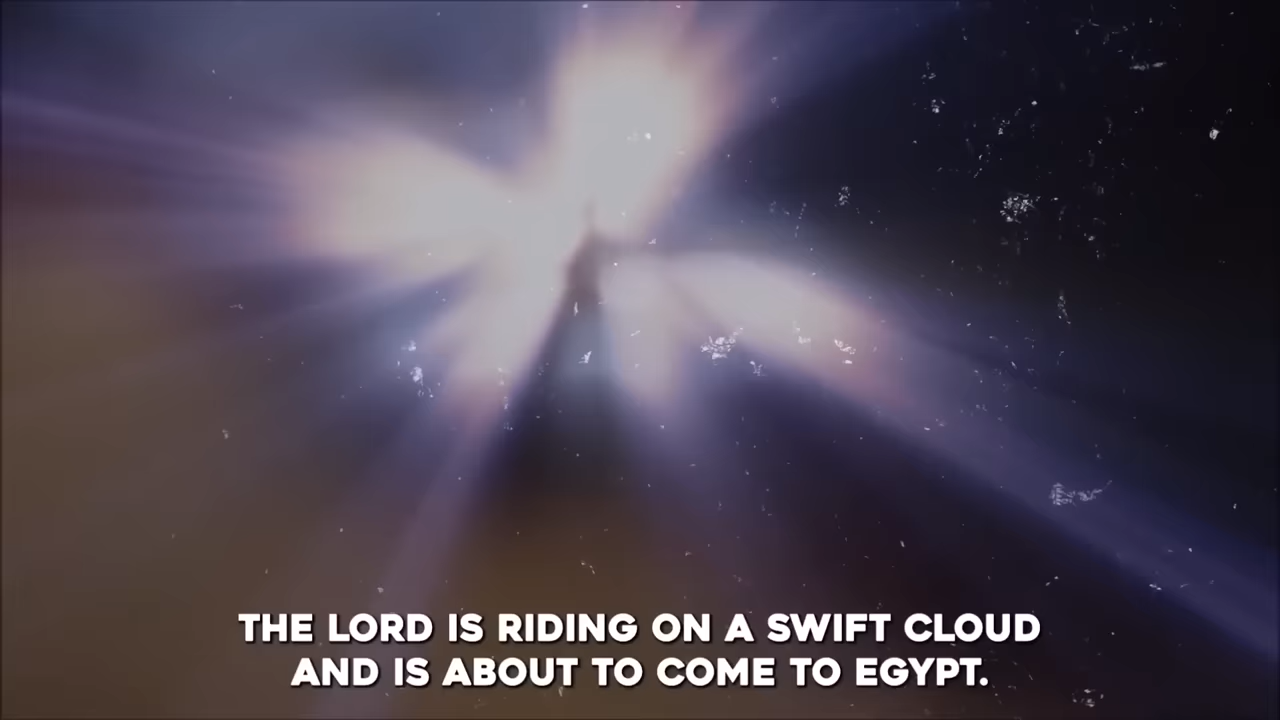 THE LORD IS RIDING ON A SWIFT CLOUD
AND IS ABOUT TO COME TO EGYPT.